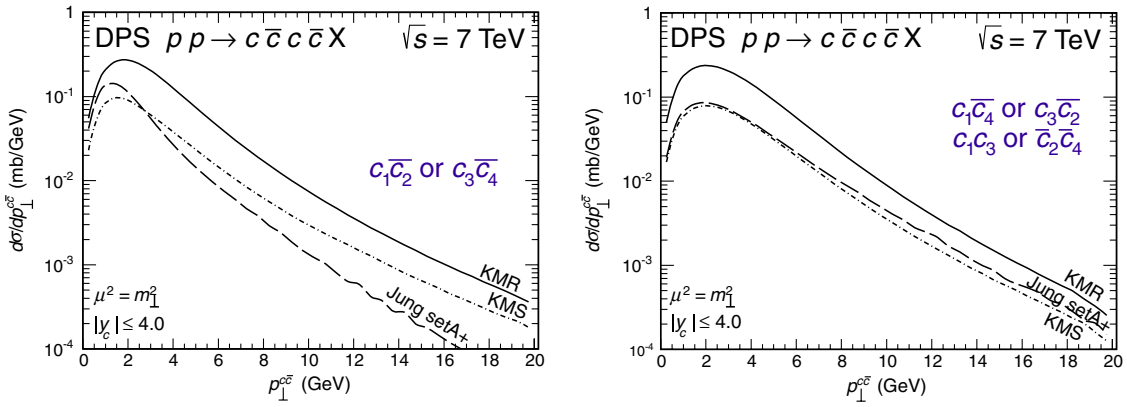 DPS p p → c c̅ c c̅ X √s = 7 TeV
1
10⁻¹
10⁻²
10⁻³
10⁻⁴
dσ/dp⊥^cc̅ (mb/GeV)
c₁c̅₂ or c₃c̅₄
KMR
KMS
Jung setA+
μ² = m²⊥
|y_c| ≤ 4.0
0 2 4 6 8 10 12 14 16 18 20
p⊥^cc̅ (GeV)
DPS p p → c c̅ c c̅ X √s = 7 TeV
1
10⁻¹
10⁻²
10⁻³
10⁻⁴
dσ/dp⊥^cc̅ (mb/GeV)
c₁c̅₄ or c₃c̅₂
c₁c₃ or c̅₂c̅₄
KMR
Jung setA+
KMS
μ² = m²⊥
|y_c| ≤ 4.0
0 2 4 6 8 10 12 14 16 18 20
p⊥^cc̅ (GeV)